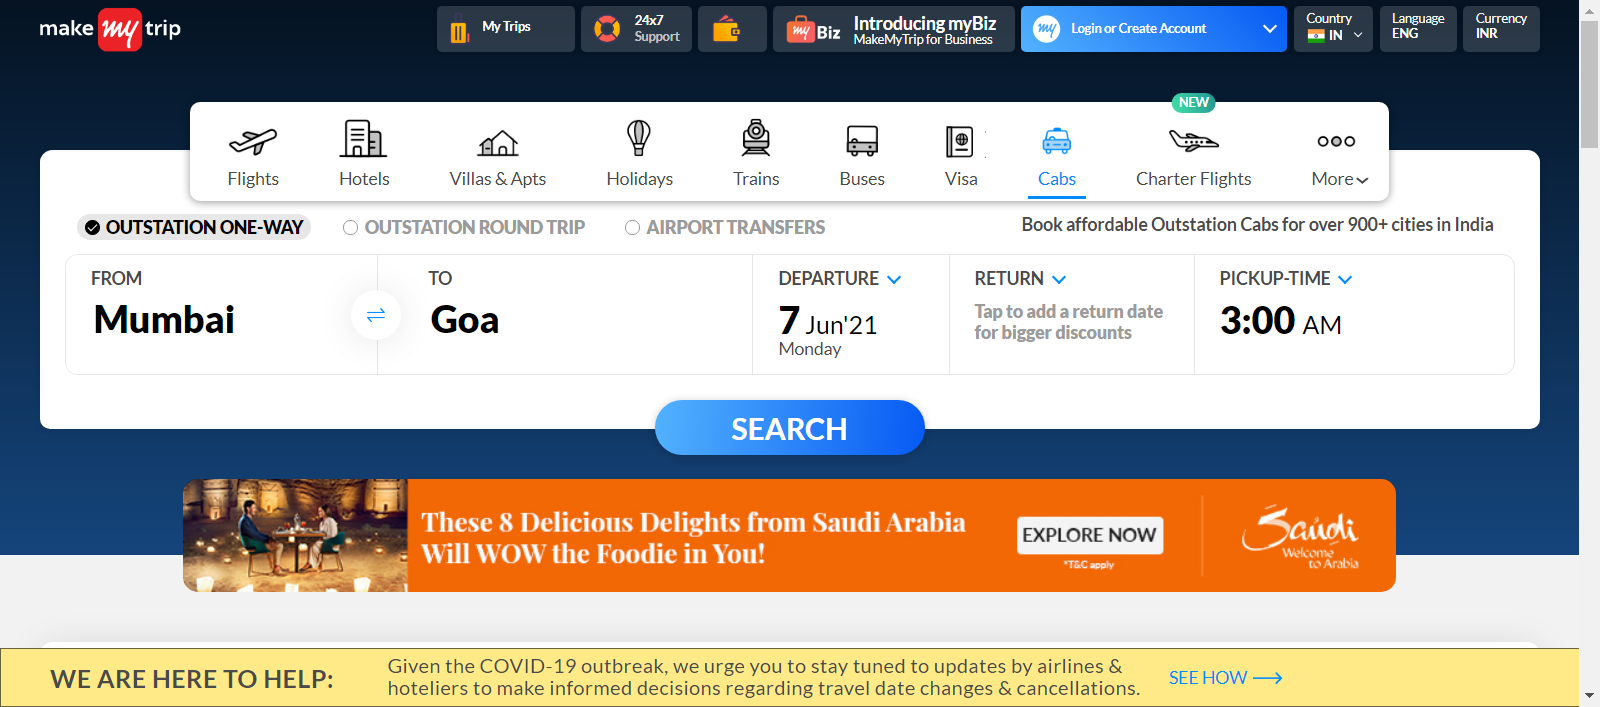 make my trip
My Trips
24x7
Support
my Biz
Introducing myBiz
MakeMyTrip for Business
my Login or Create Account
Country
IN
Language
ENG
Currency
INR
NEW
Flights
Hotels
Villas & Apts
Holidays
Trains
Buses
Visa
Cabs
Charter Flights
More
OUTSTATION ONE-WAY
OUTSTATION ROUND TRIP
AIRPORT TRANSFERS
Book affordable Outstation Cabs for over 900+ cities in India
FROM
Mumbai
TO
Goa
DEPARTURE
7 Jun'21
Monday
RETURN
Tap to add a return date
for bigger discounts
PICKUP-TIME
3:00 AM
SEARCH
These 8 Delicious Delights from Saudi Arabia
Will WOW the Foodie in You!
EXPLORE NOW
*T&C apply
Saudi
Welcome
to Arabia
WE ARE HERE TO HELP:
Given the COVID-19 outbreak, we urge you to stay tuned to updates by airlines &
hoteliers to make informed decisions regarding travel date changes & cancellations.
SEE HOW